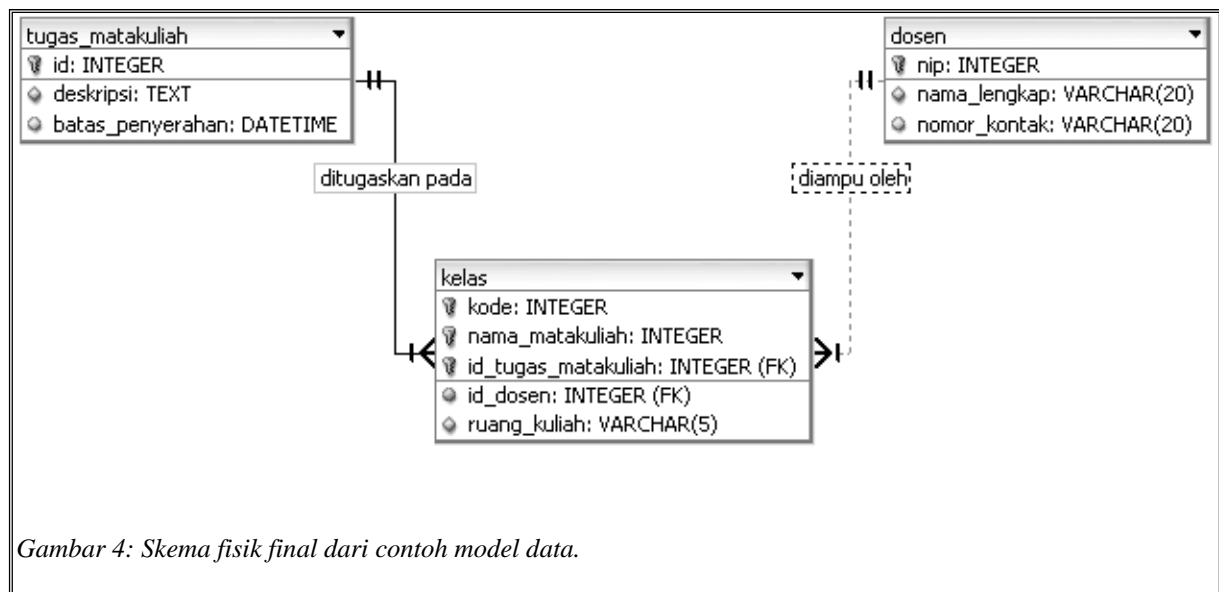 tugas_matakuliah
id: INTEGER
deskripsi: TEXT
batas_penyerahan: DATETIME
dosen
nip: INTEGER
nama_lengkap: VARCHAR(20)
nomor_kontak: VARCHAR(20)
ditugaskan pada
diampu oleh
kelas
kode: INTEGER
nama_matakuliah: INTEGER
id_tugas_matakuliah: INTEGER (FK)
id_dosen: INTEGER (FK)
ruang_kuliah: VARCHAR(5)
Gambar 4: Skema fisik final dari contoh model data.